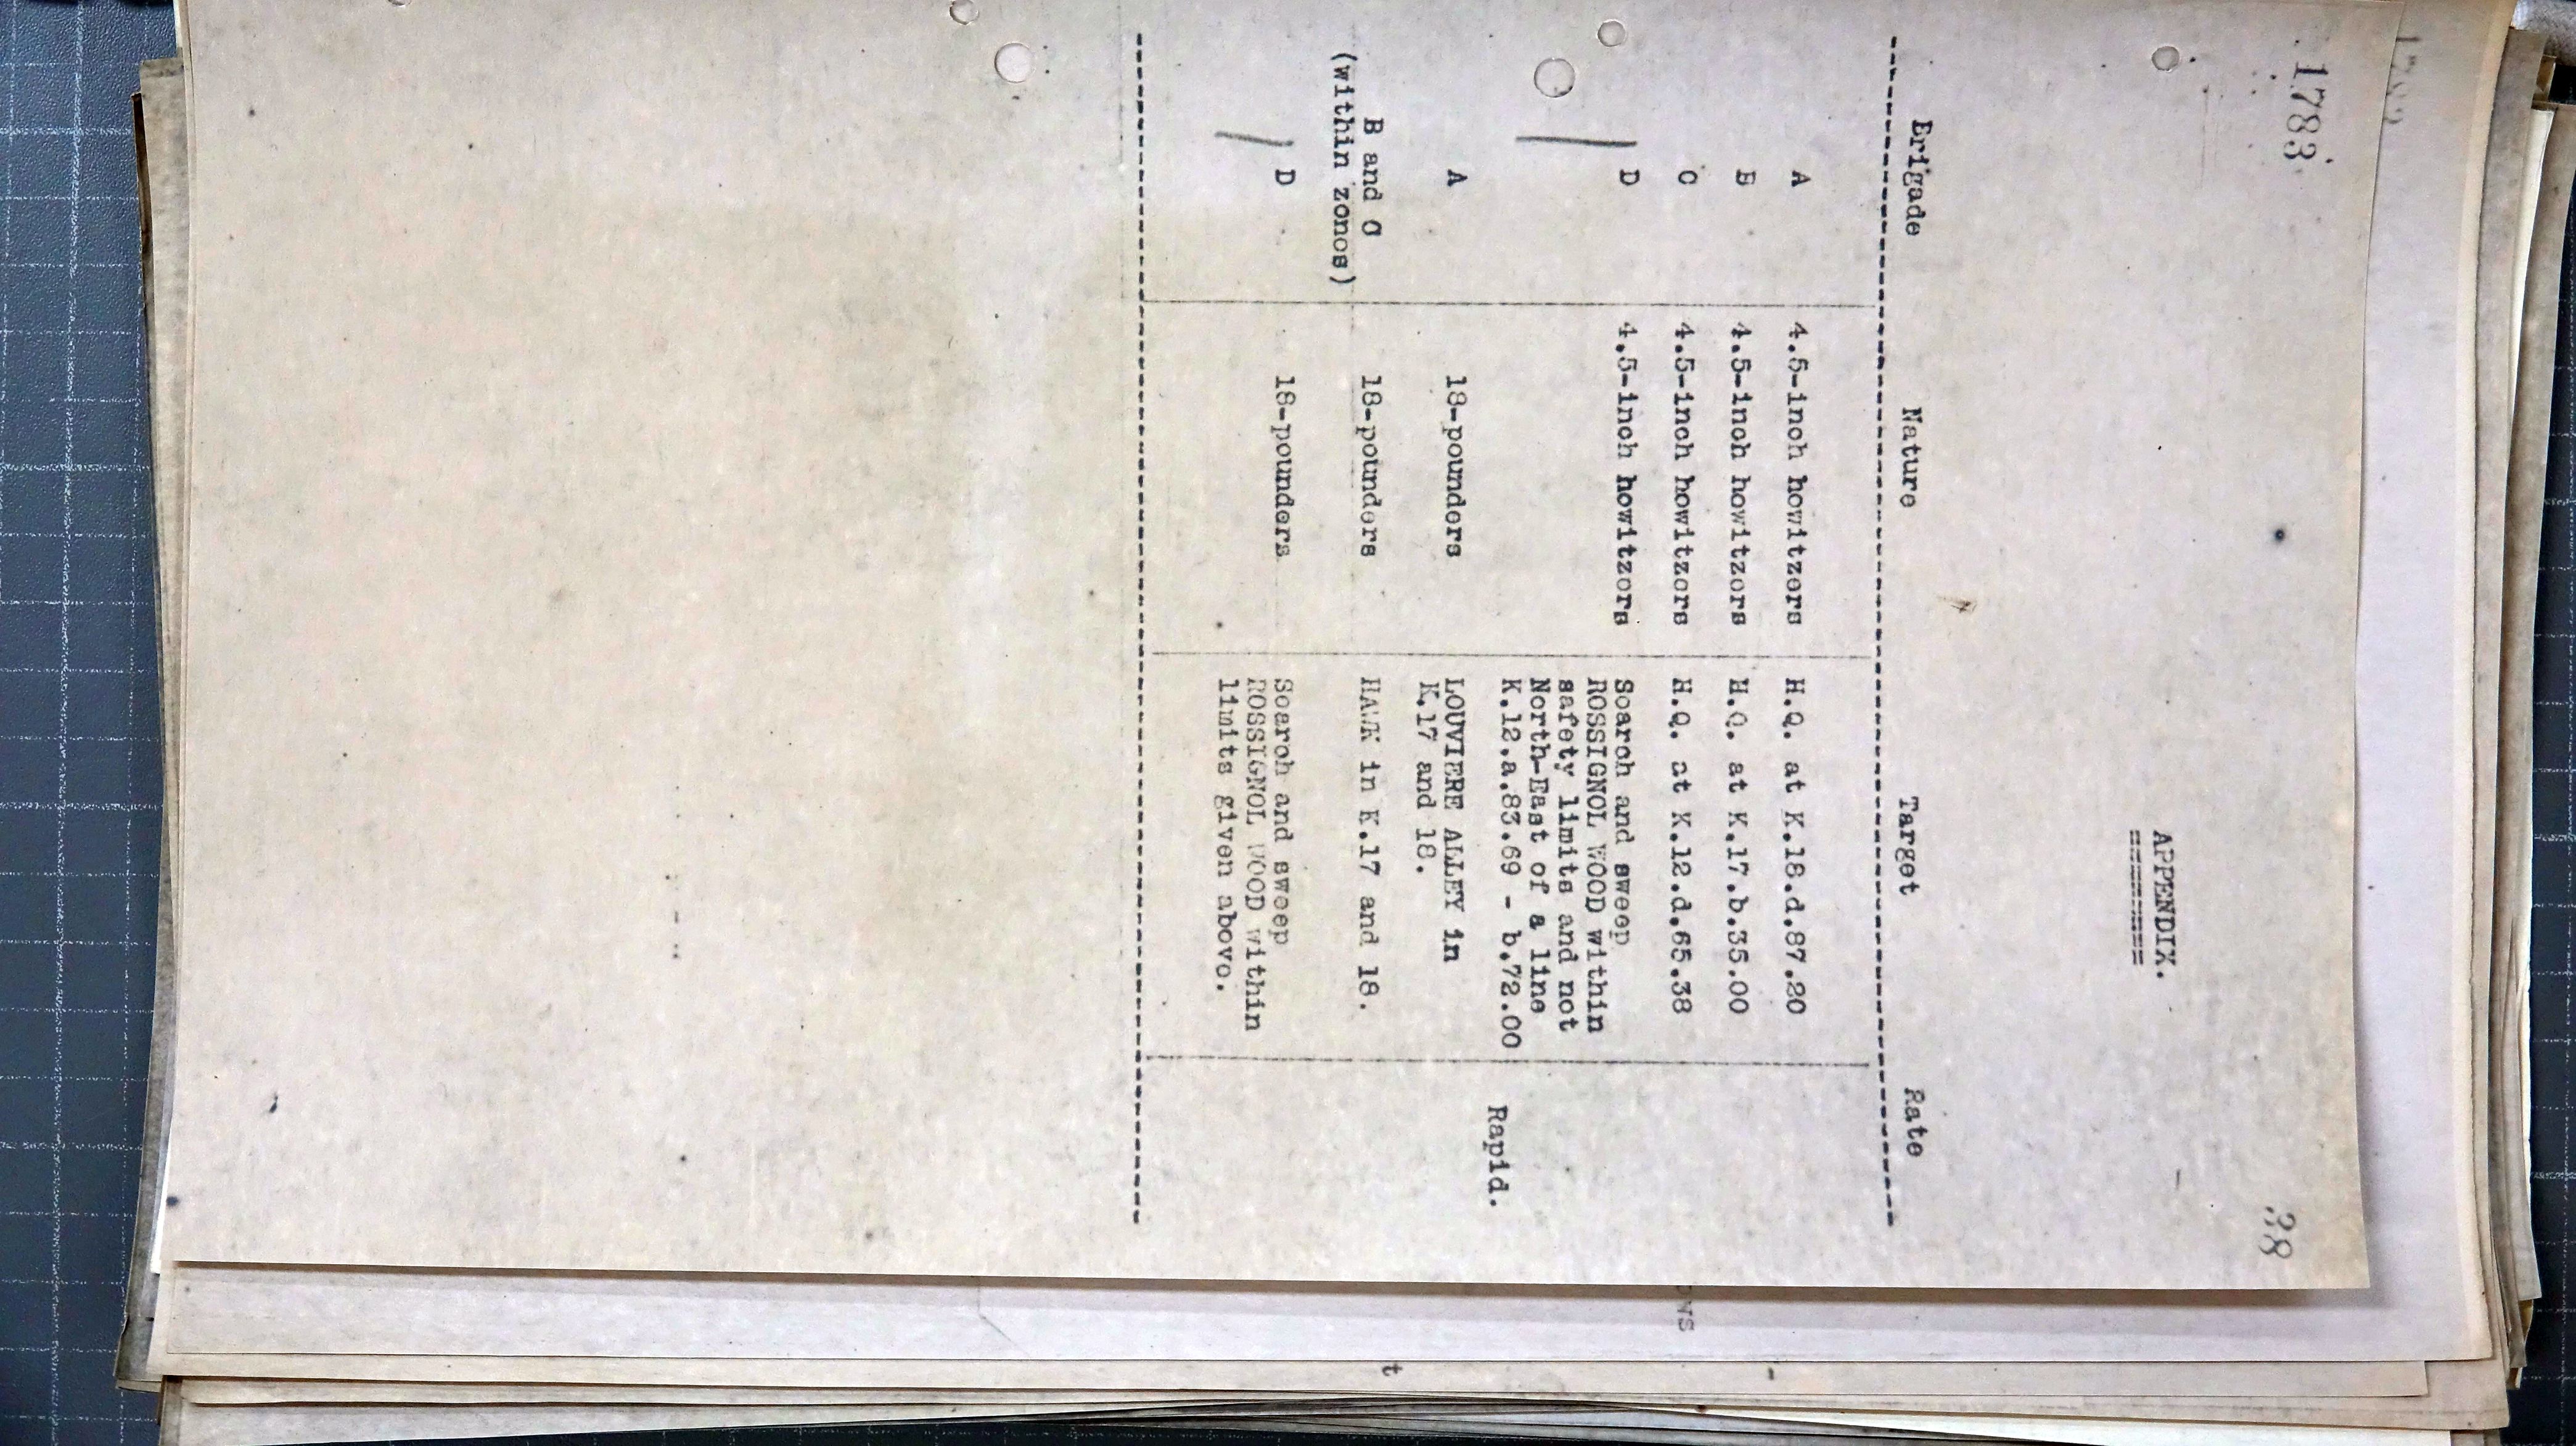 1783
38
APPENDIX.
========
Brigade Nature Target Rate
A 4.5-inch howitzers H.Q. at K.18.d.87.20
B 4.5-inch howitzers H.Q. at K.17.b.35.00
C 4.5-inch howitzers H.Q. at K.12.d.65.38
D 4.5-inch howitzers Search and sweep
ROSSIGNOL WOOD within
safety limits and not
North-East of a line
K.12.a.83.69 - b.72.00
Rapid.
A 18-pounders LOUVIERE ALLEY in
K.17 and 18.
B and C 18-pounders HAWK in K.17 and 18.
(within zones)
D 18-pounders Search and sweep
ROSSIGNOL WOOD within
limits given above.